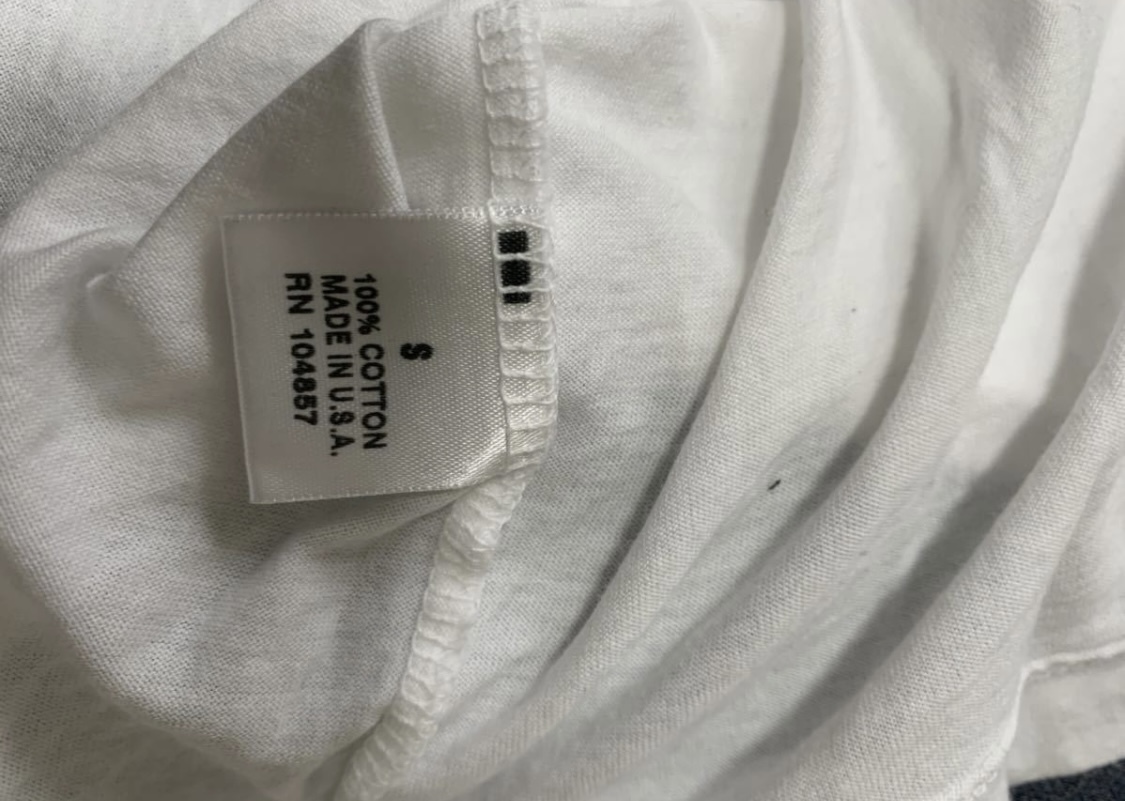 S
100% COTTON
MADE IN U.S.A.
RN 104857